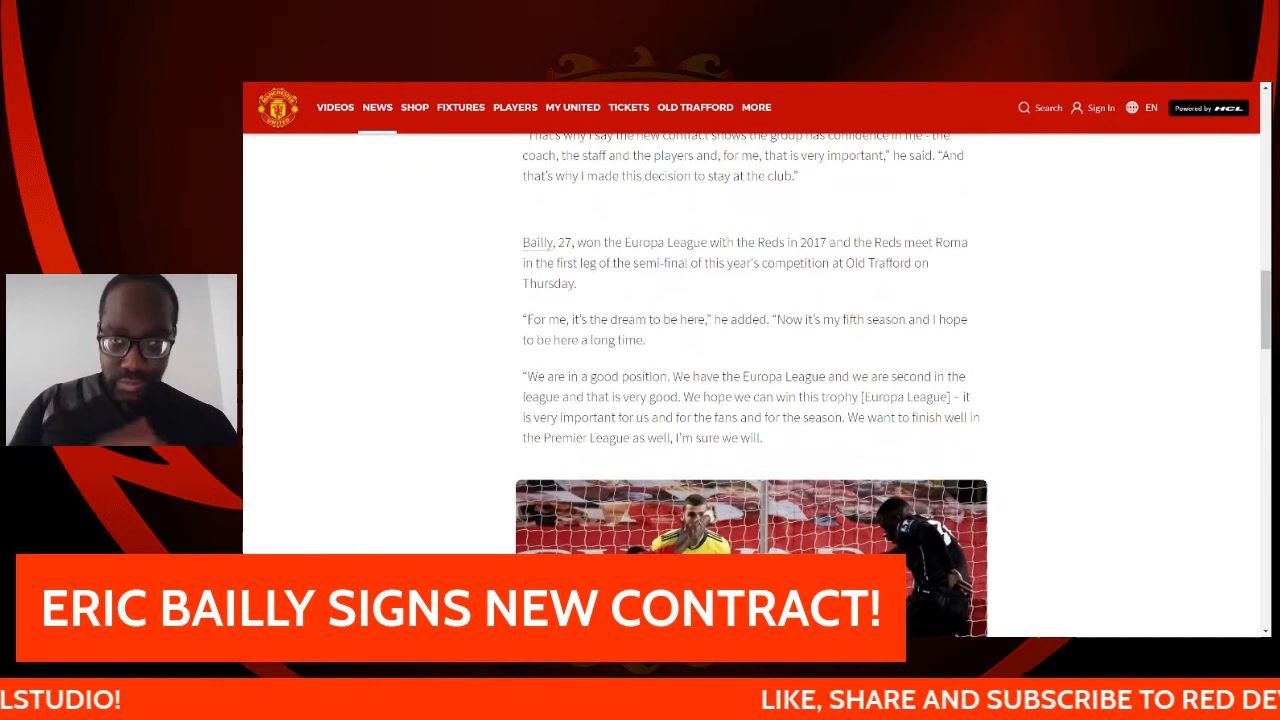 VIDEOS NEWS SHOP FIXTURES PLAYERS MY UNITED TICKETS OLD TRAFFORD MORE Search Sign In EN Powered by HCL
MANCHESTER
UNITED
"That's why I say the new contract shows the group has confidence in me - the
coach, the staff and the players and, for me, that is very important," he said. "And
that's why I made this decision to stay at the club."
Bailly, 27, won the Europa League with the Reds in 2017 and the Reds meet Roma
in the first leg of the semi-final of this year's competition at Old Trafford on
Thursday.
"For me, it's the dream to be here," he added. "Now it's my fifth season and I hope
to be here a long time.
"We are in a good position. We have the Europa League and we are second in the
league and that is very good. We hope we can win this trophy [Europa League] – it
is very important for us and for the fans and for the season. We want to finish well in
the Premier League as well, I'm sure we will.
ERIC BAILLY SIGNS NEW CONTRACT!
LSTUDIO! LIKE, SHARE AND SUBSCRIBE TO RED DE